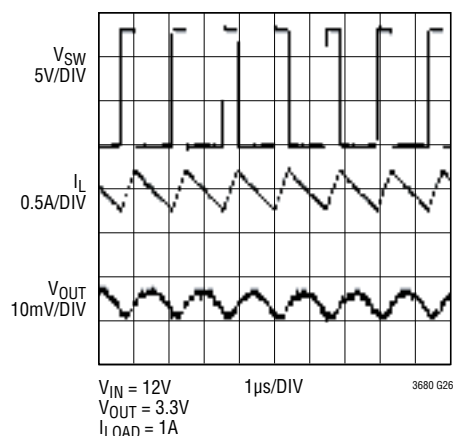 VSW
5V/DIV
IL
0.5A/DIV
VOUT
10mV/DIV
VIN = 12V
VOUT = 3.3V
ILOAD = 1A
1µs/DIV
3680 G26